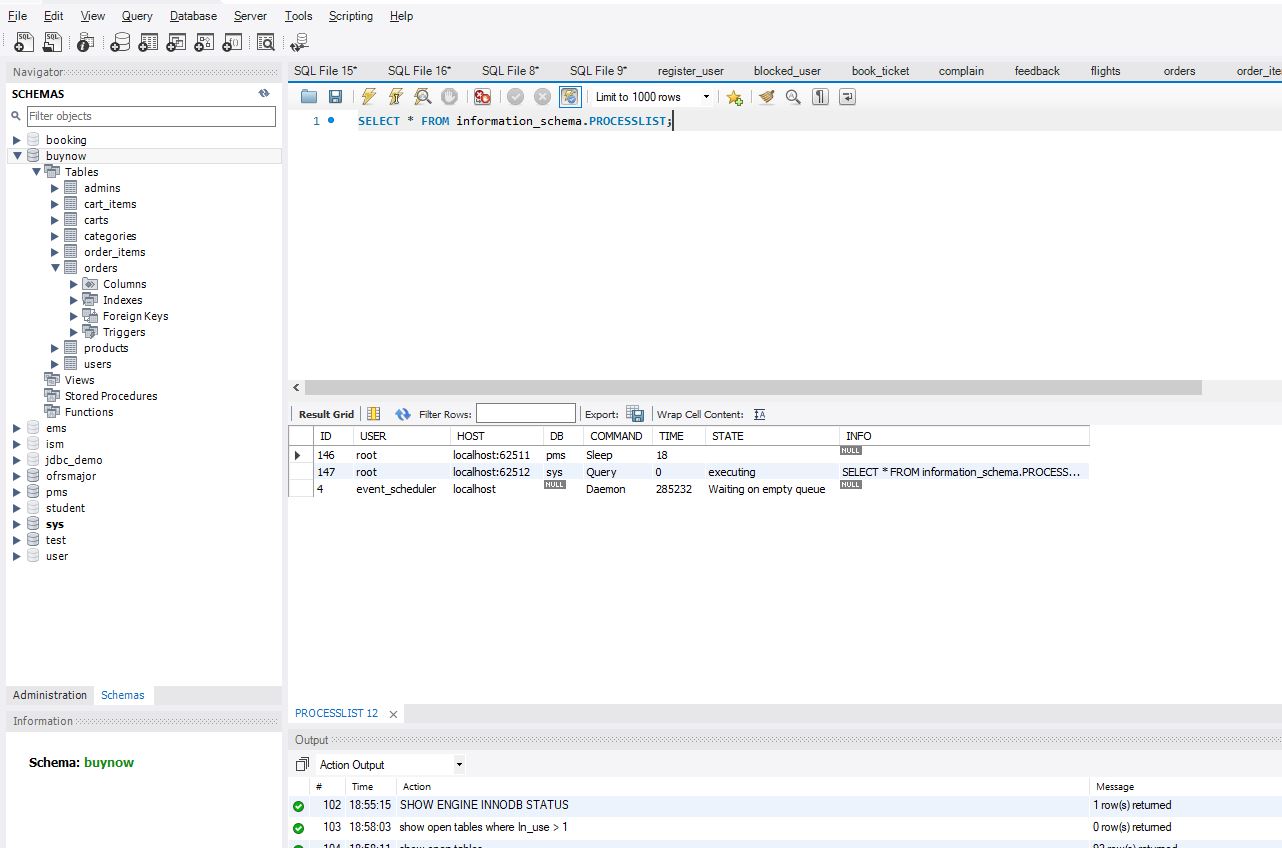 File Edit View Query Database Server Tools Scripting Help
Navigator
SCHEMAS
Filter objects
booking
buynow
Tables
admins
cart_items
carts
categories
order_items
orders
Columns
Indexes
Foreign Keys
Triggers
products
users
Views
Stored Procedures
Functions
ems
ism
jdbc_demo
ofrsmajor
pms
student
sys
test
user
Administration Schemas
Information
Schema: buynow
SQL File 15* SQL File 16* SQL File 8* SQL File 9* register_user blocked_user book_ticket complain feedback flights orders
Limit to 1000 rows
1 SELECT * FROM information_schema.PROCESSLIST;
Result Grid Filter Rows: Export: Wrap Cell Content: IA
ID USER HOST DB COMMAND TIME STATE INFO
146 root localhost:62511 pms Sleep 18 NULL
147 root localhost:62512 sys Query 0 executing SELECT * FROM information_schema.PROCESS...
4 event_scheduler localhost NULL Daemon 285232 Waiting on empty queue NULL
PROCESSLIST 12
Output
Action Output
# Time Action Message
102 18:55:15 SHOW ENGINE INNODB STATUS 1 row(s) returned
103 18:58:03 show open tables where In_use > 1 0 row(s) returned